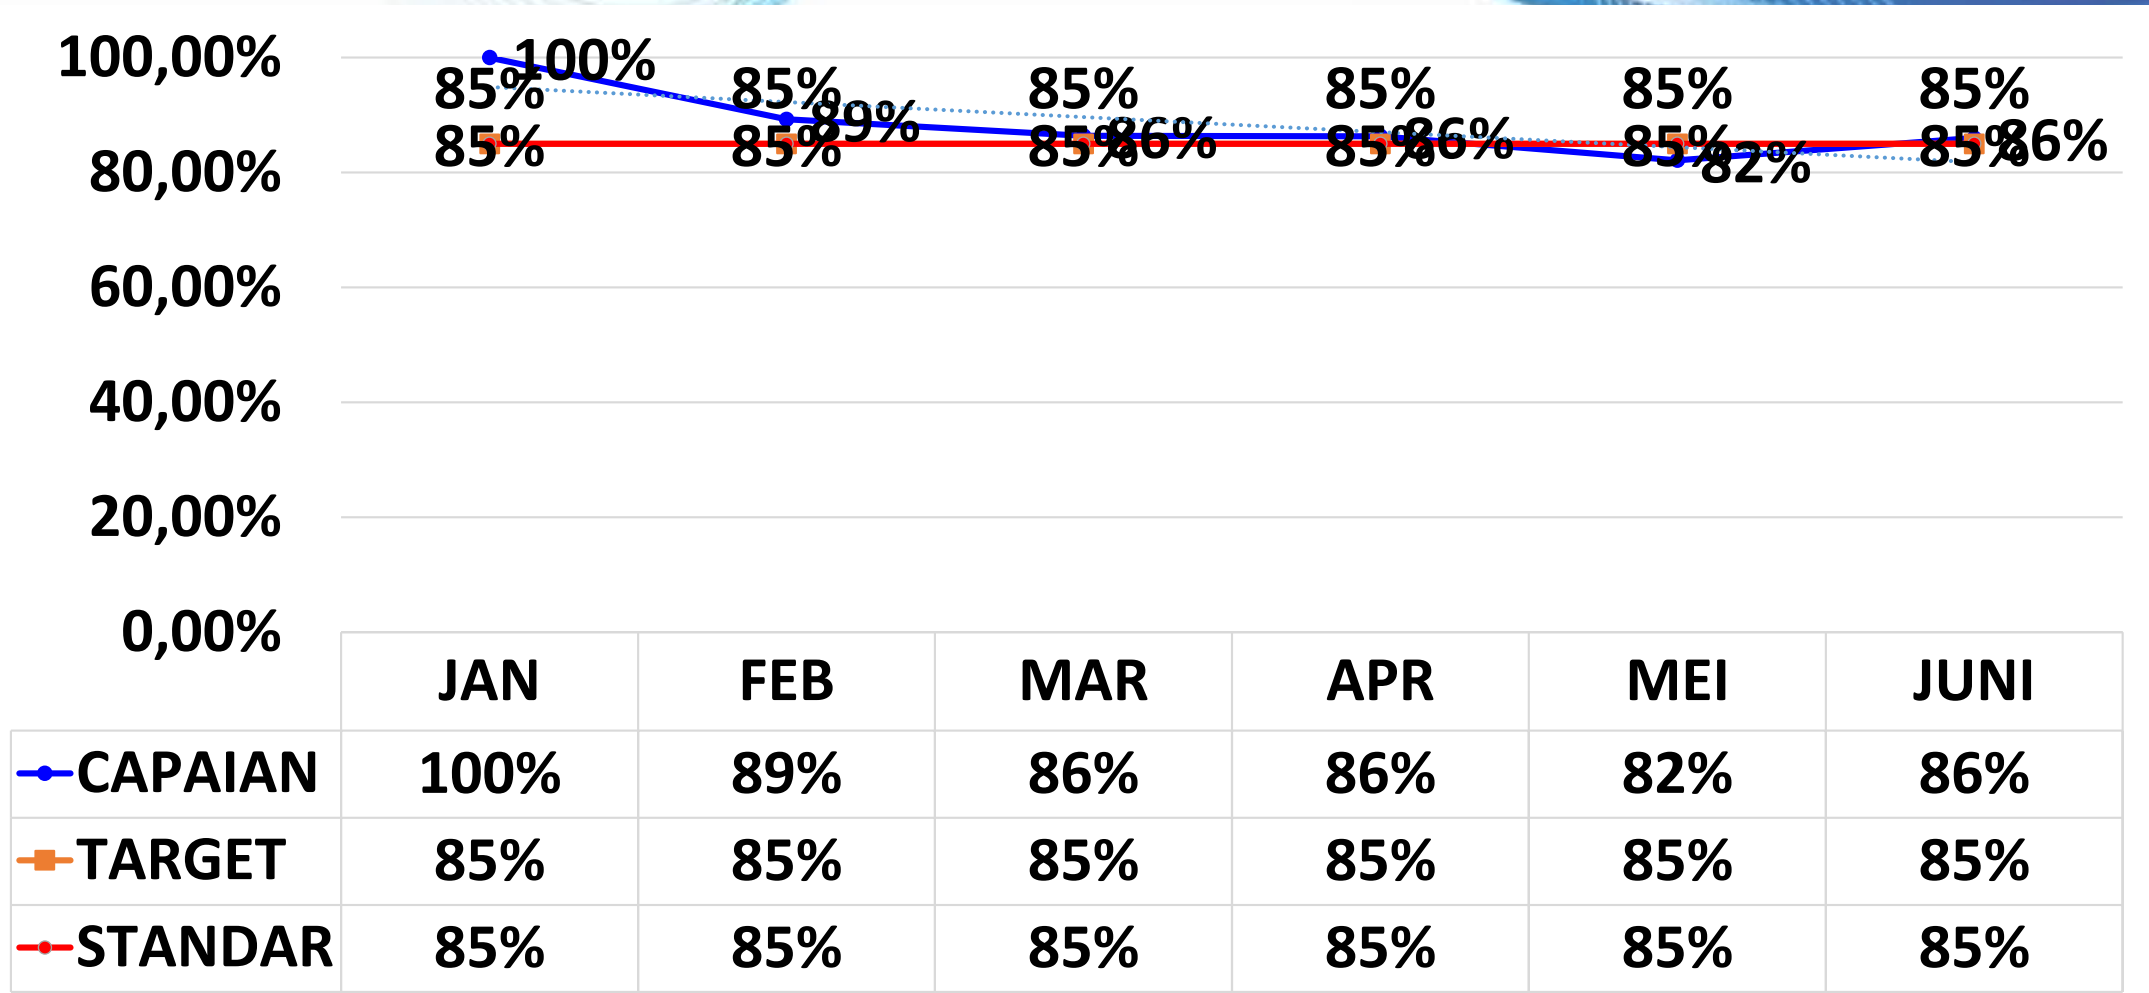 100,00%
80,00%
60,00%
40,00%
20,00%
0,00%
100%
85% 85% 85% 85% 85% 85%
89% 86% 86% 82% 86%
85% 85% 85% 85% 85% 85%
JAN FEB MAR APR MEI JUNI
CAPAIAN 100% 89% 86% 86% 82% 86%
TARGET 85% 85% 85% 85% 85% 85%
STANDAR 85% 85% 85% 85% 85% 85%